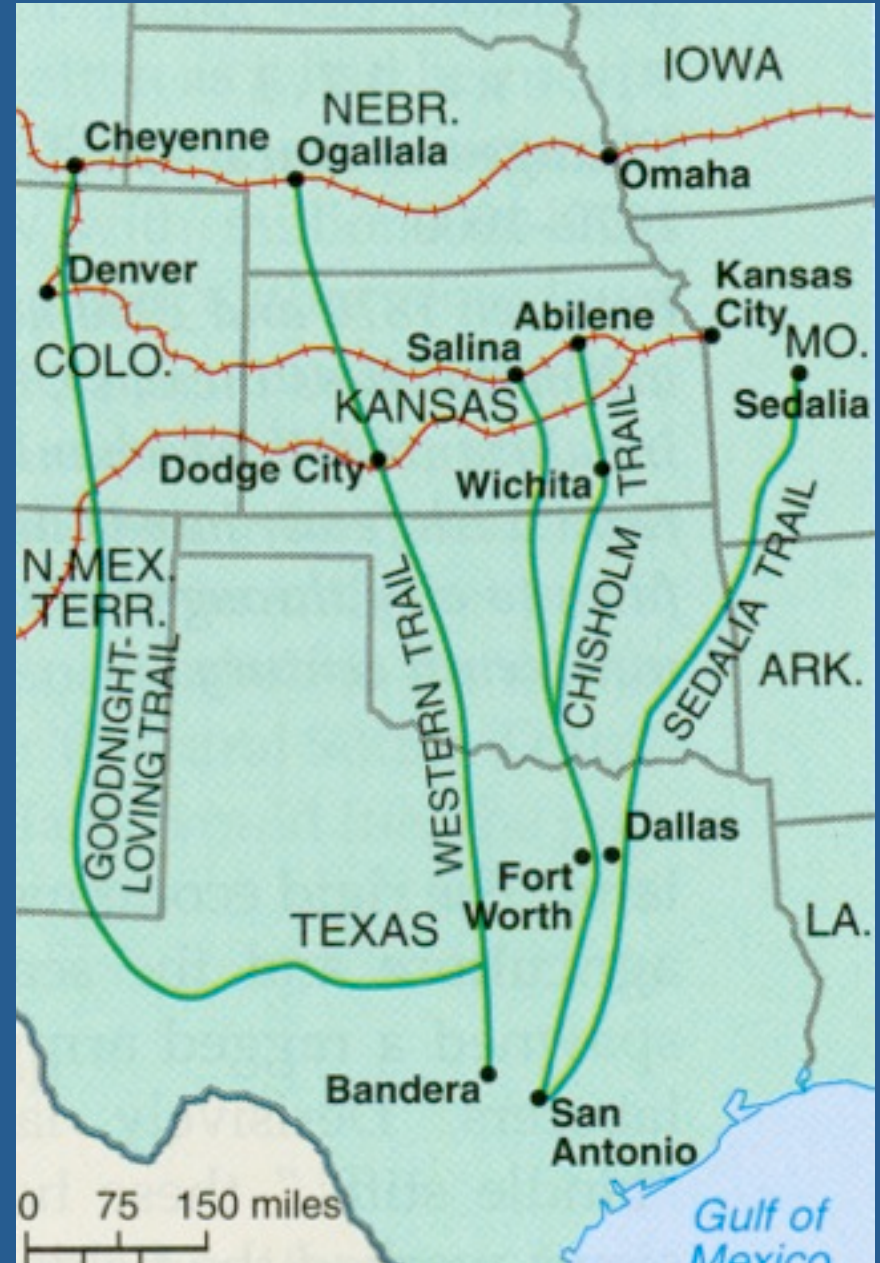 IOWA
NEBR.
Cheyenne
Ogallala
Omaha
Denver
Kansas
City
Abilene
MO.
Salina
COLO.
KANSAS
Sedalia
Dodge City
Wichita
CHISHOLM TRAIL
SEDALIA TRAIL
N.MEX.
TERR.
WESTERN TRAIL
GOODNIGHT-
LOVING TRAIL
ARK.
Dallas
Fort
Worth
TEXAS
LA.
Bandera
San
Antonio
0 75 150 miles
Gulf of
Mexico